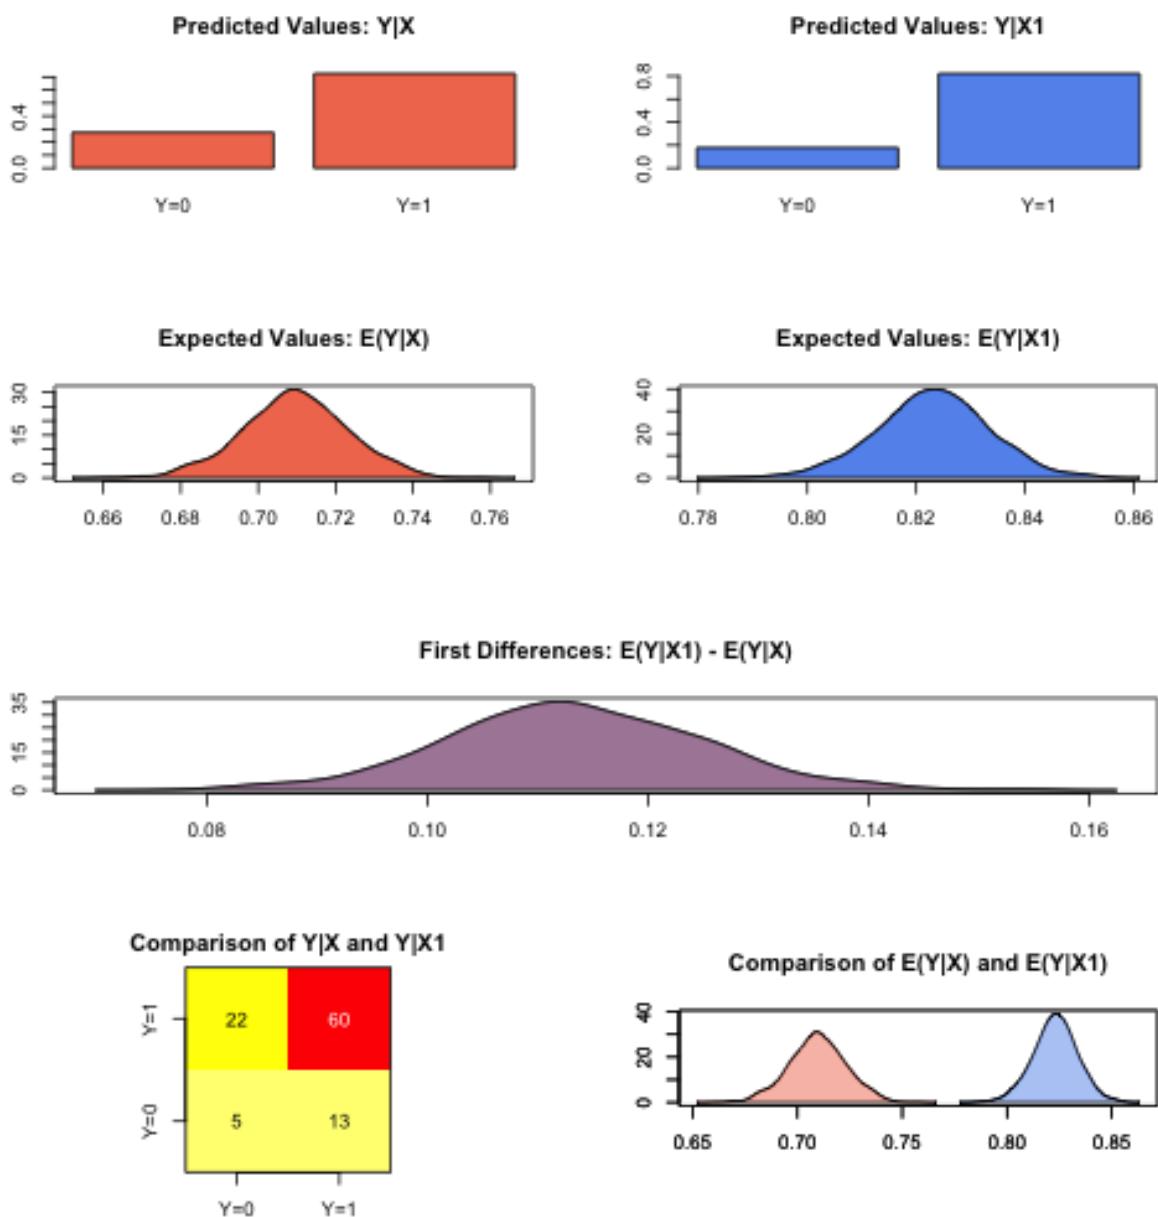 Predicted Values: Y|X
0.0 0.4
Y=0 Y=1
Predicted Values: Y|X1
0.0 0.4 0.8
Y=0 Y=1
Expected Values: E(Y|X)
0 15 30
0.66 0.68 0.70 0.72 0.74 0.76
Expected Values: E(Y|X1)
0 20 40
0.78 0.80 0.82 0.84 0.86
First Differences: E(Y|X1) - E(Y|X)
0 15 35
0.08 0.10 0.12 0.14 0.16
Comparison of Y|X and Y|X1
Y=1 22 60
Y=0 5 13
Y=0 Y=1
Comparison of E(Y|X) and E(Y|X1)
0 20 40
0.65 0.70 0.75 0.80 0.85